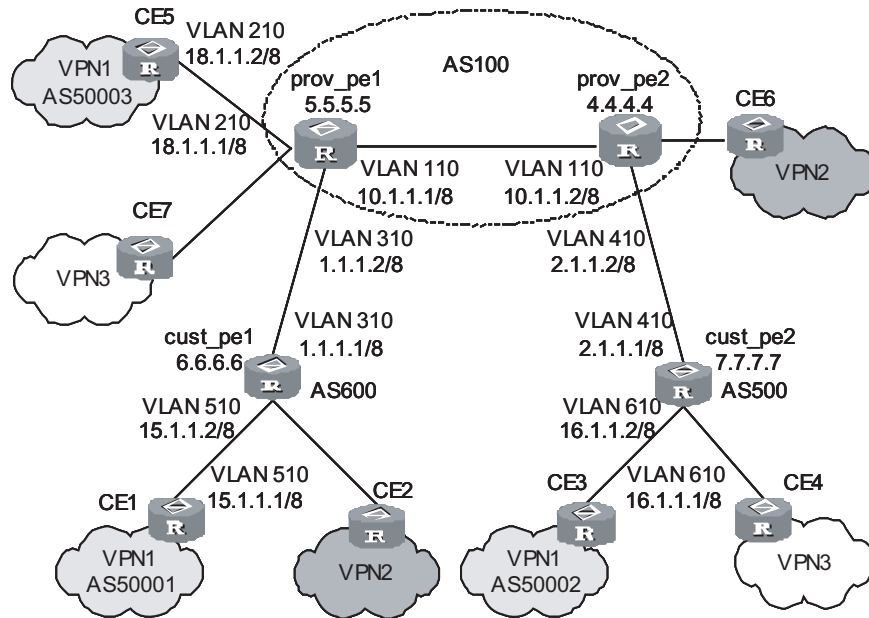 CE5
VLAN 210
18.1.1.2/8
VPN1
AS50003
R
VLAN 210
18.1.1.1/8
prov_pe1
5.5.5.5
R
AS100
prov_pe2
4.4.4.4
R
CE6
R
VPN2
VLAN 110
10.1.1.1/8
VLAN 110
10.1.1.2/8
CE7
R
VPN3
VLAN 310
1.1.1.2/8
VLAN 410
2.1.1.2/8
VLAN 310
1.1.1.1/8
VLAN 410
2.1.1.1/8
cust_pe1
6.6.6.6
R
AS600
cust_pe2
7.7.7.7
R
AS500
VLAN 510
15.1.1.2/8
VLAN 610
16.1.1.2/8
VLAN 510
15.1.1.1/8
VLAN 610
16.1.1.1/8
CE1
R
VPN1
AS50001
CE2
R
VPN2
CE3
R
VPN1
AS50002
CE4
R
VPN3